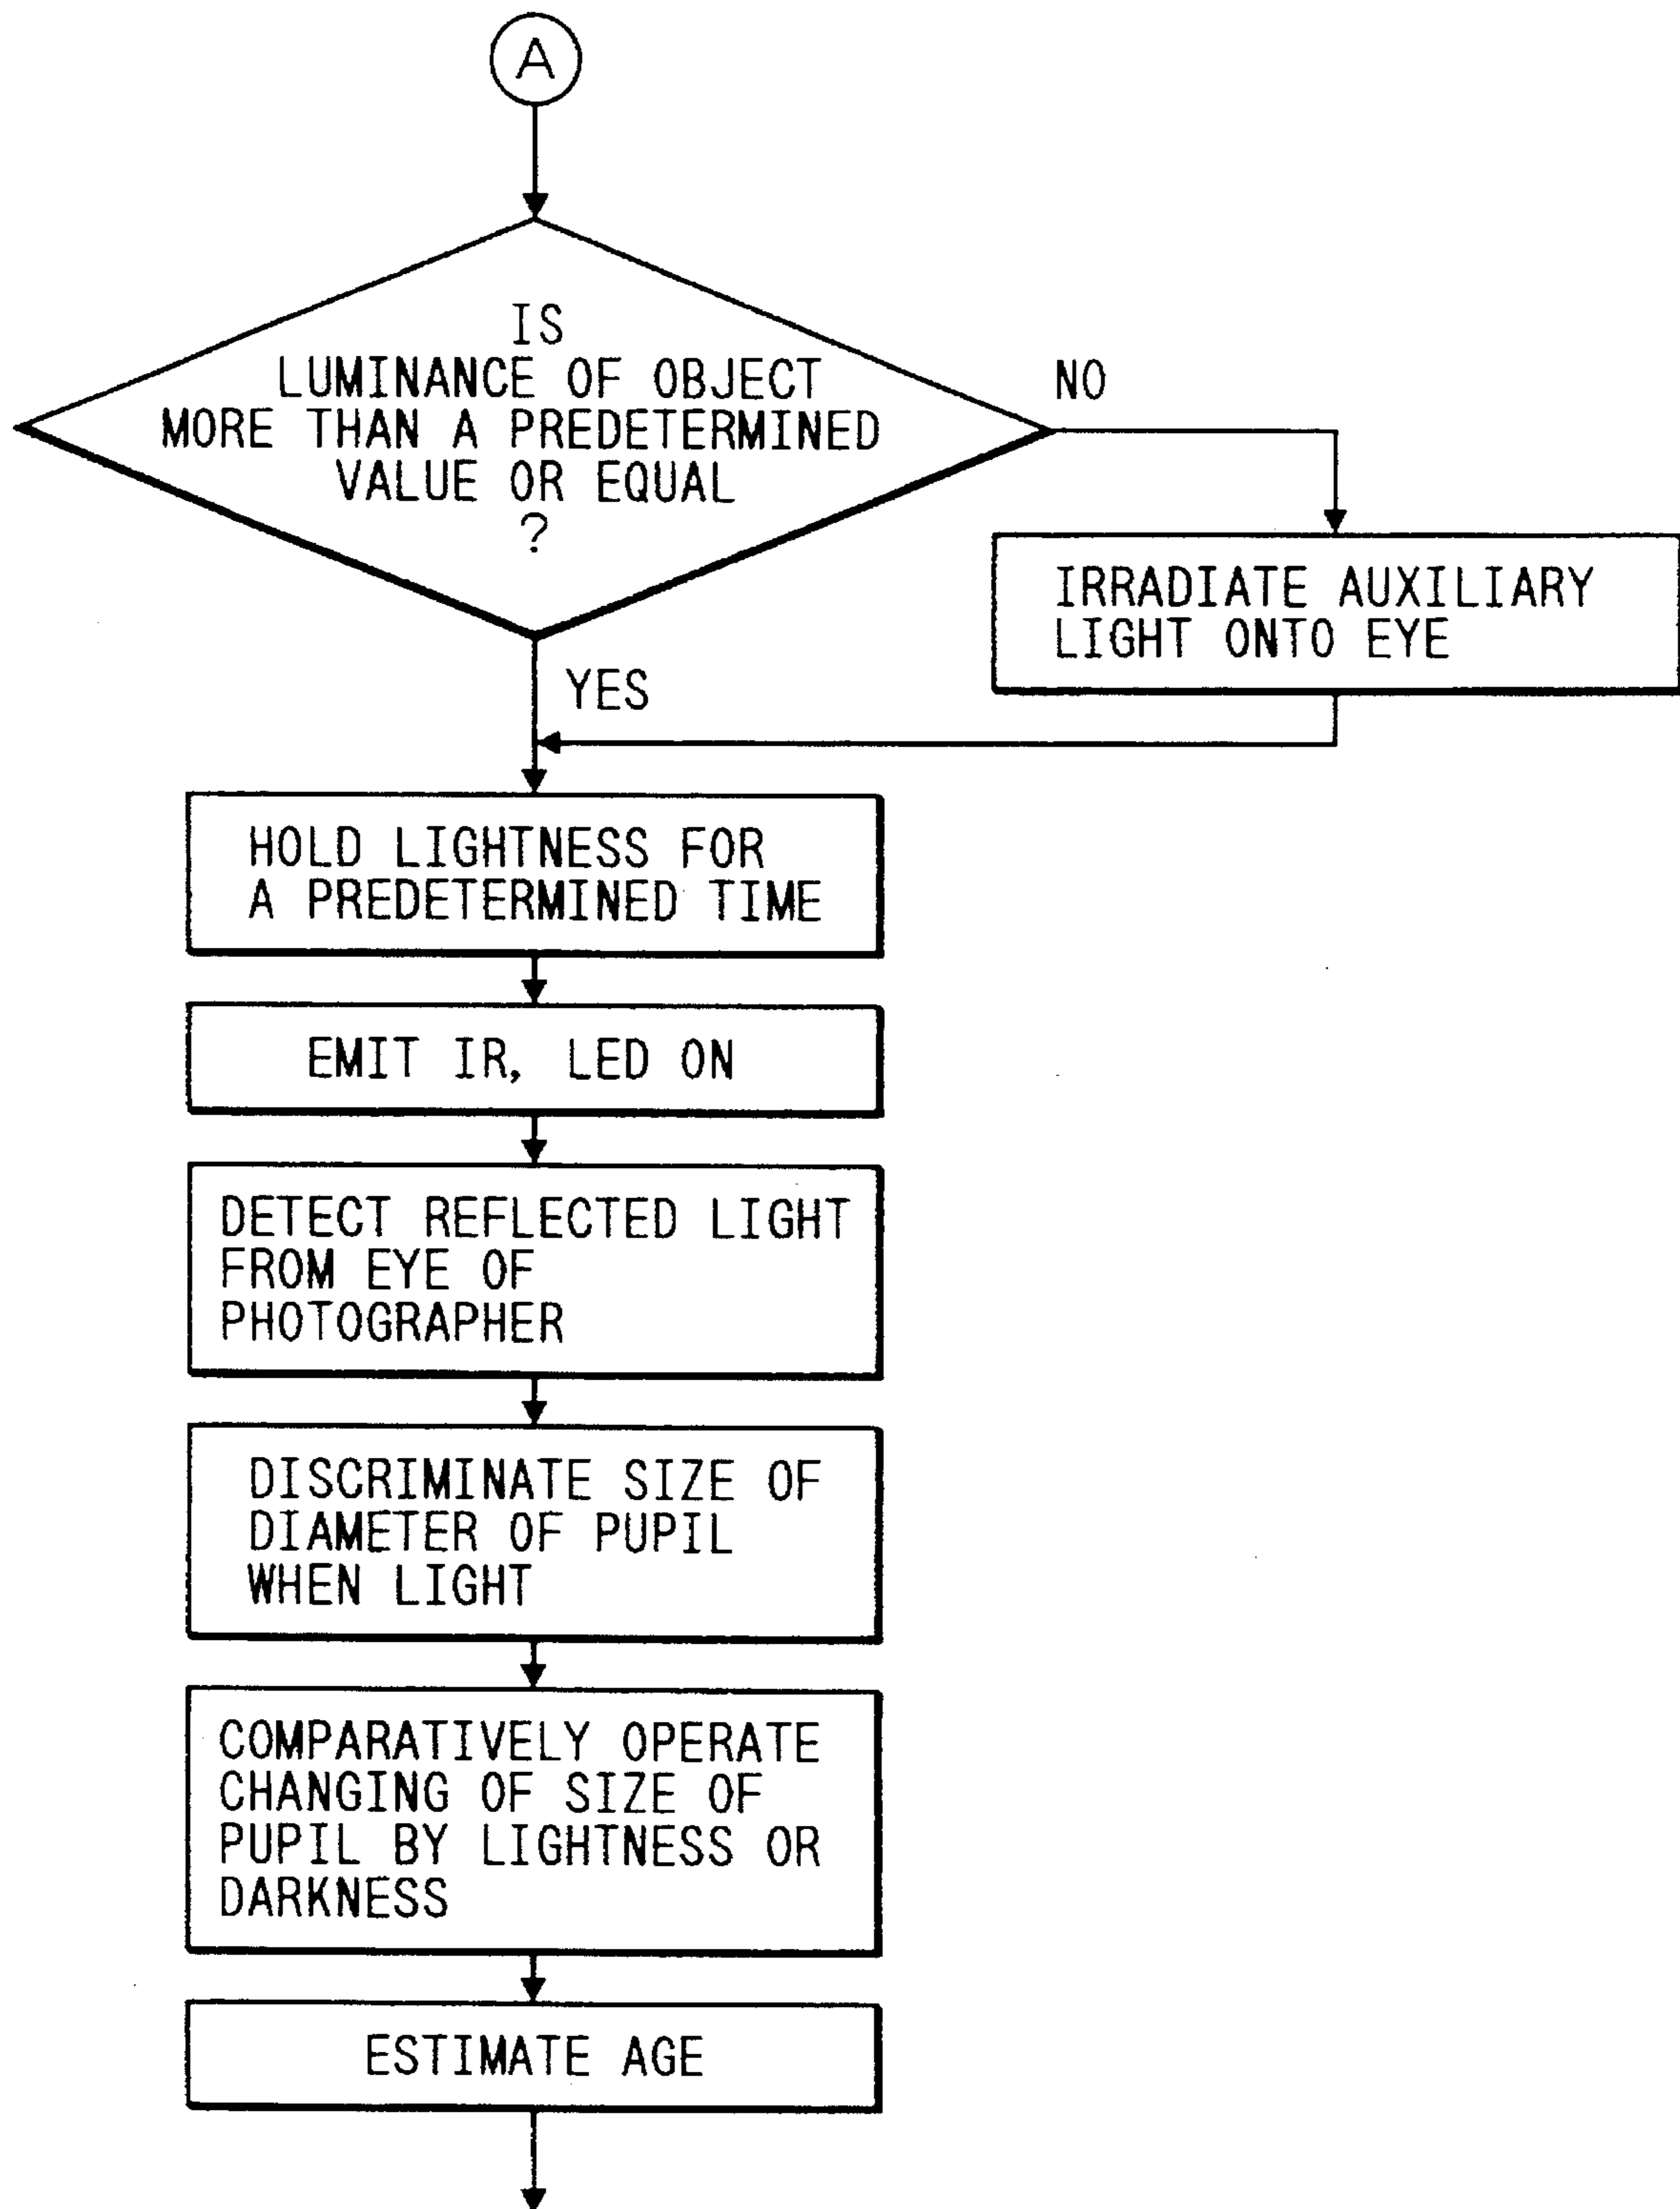 A
IS
LUMINANCE OF OBJECT
MORE THAN A PREDETERMINED
VALUE OR EQUAL
?
NO
IRRADIATE AUXILIARY
LIGHT ONTO EYE
YES
HOLD LIGHTNESS FOR
A PREDETERMINED TIME
EMIT IR, LED ON
DETECT REFLECTED LIGHT
FROM EYE OF
PHOTOGRAPHER
DISCRIMINATE SIZE OF
DIAMETER OF PUPIL
WHEN LIGHT
COMPARATIVELY OPERATE
CHANGING OF SIZE OF
PUPIL BY LIGHTNESS OR
DARKNESS
ESTIMATE AGE